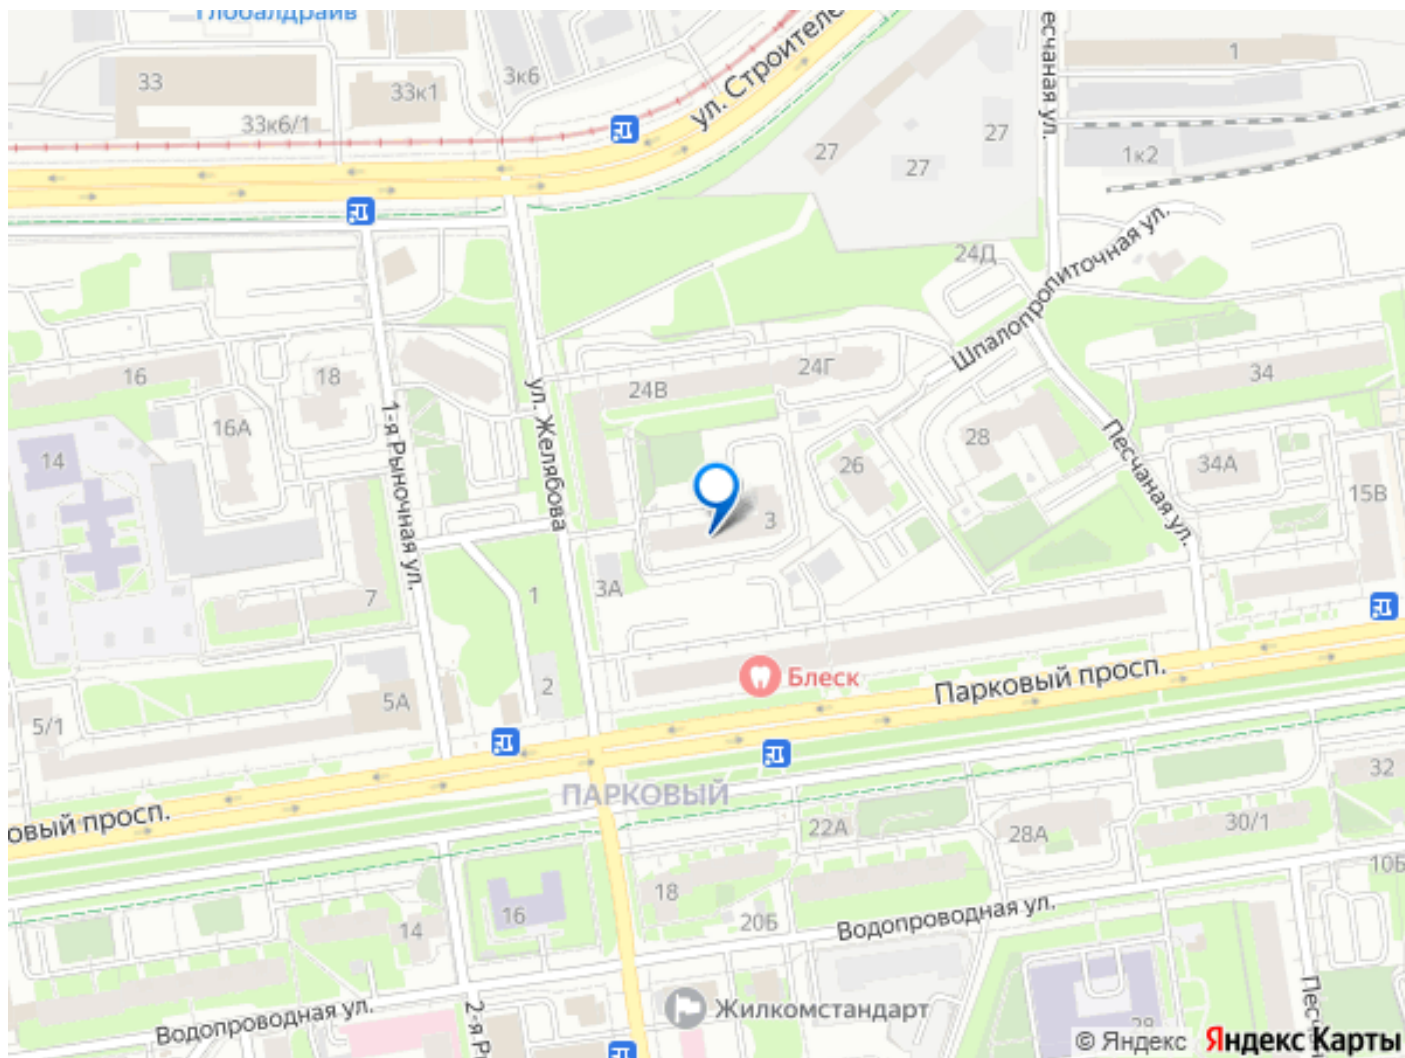 Глобалдрайв
33
33к1
3к6
33к6/1
ул. Строителе
27
27
27
есчаная ул.
1
1к2
24Д
Шпалопропиточная ул.
16
18
16А
14
1-я Рыночная ул.
ул. Желябова
24В
24Г
26
28
34
34А
15В
Песчаная ул.
3
3А
7
1
2
5А
5/1
Блеск
Парковый просп.
овый просп.
ПАРКОВЫЙ
22А
28А
30/1
32
10Б
18
16
14
20Б
Водопроводная ул.
Водопроводная ул.
Жилкомстандарт
© Яндекс Яндекс Карты